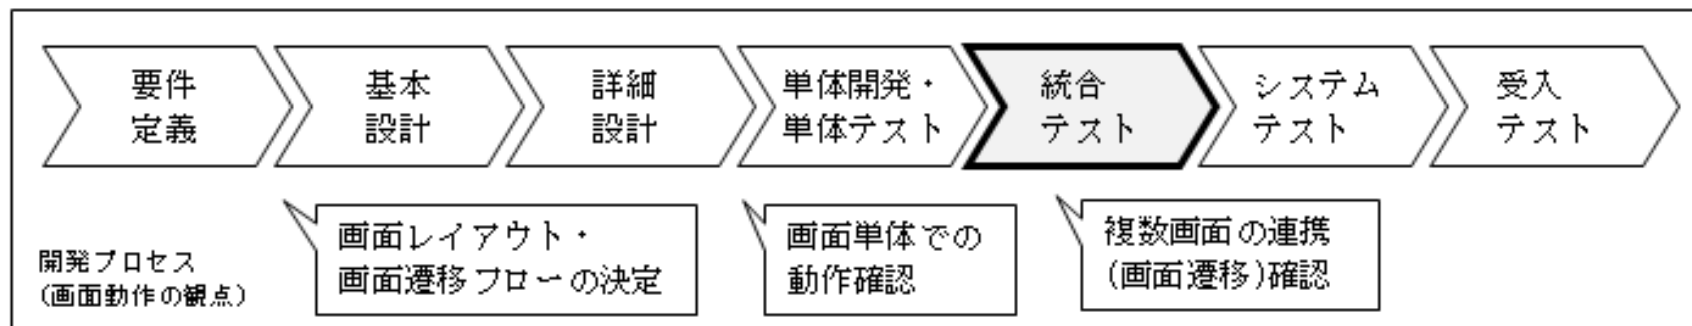 要件
定義
基本
設計
詳細
設計
単体開発・
単体テスト
統合
テスト
システム
テスト
受入
テスト
開発プロセス
(画面動作の観点)
画面レイアウト・
画面遷移フローの決定
画面単体での
動作確認
複数画面の連携
(画面遷移)確認